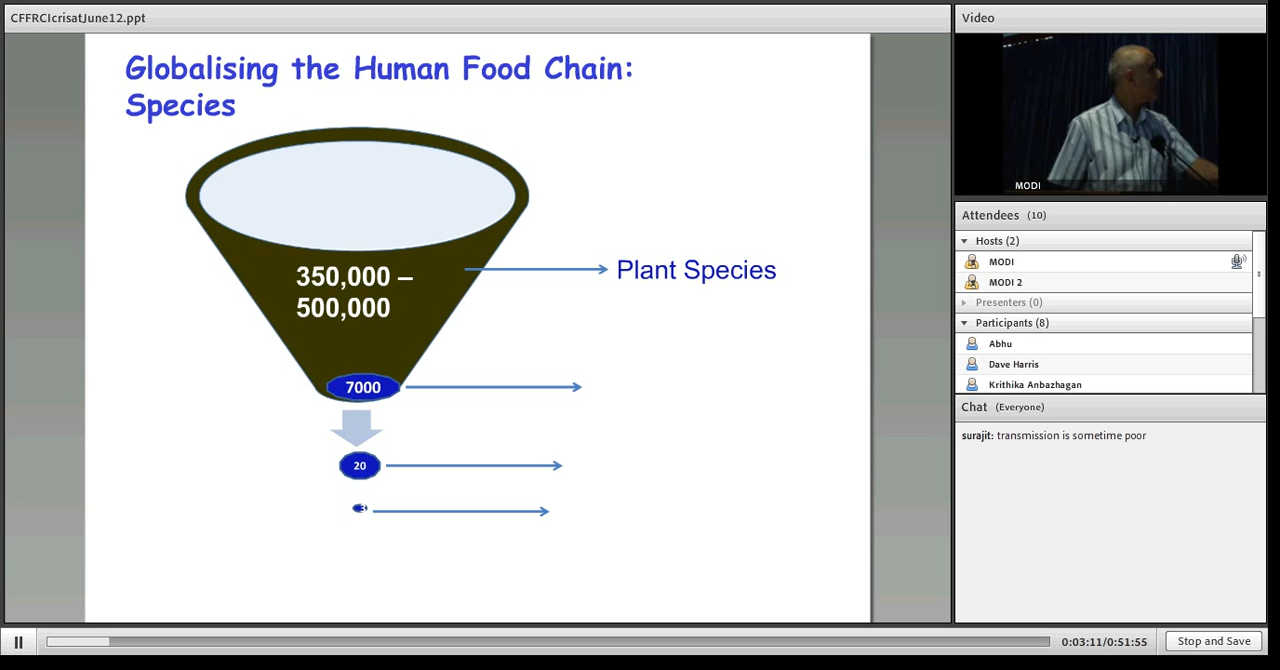 CFFRCIcrisatJune12.ppt
Globalising the Human Food Chain:
Species
350,000 –
500,000
Plant Species
7000
20
3
Video
MODI
Attendees (10)
Hosts (2)
MODI
MODI 2
Presenters (0)
Participants (8)
Abhu
Dave Harris
Krithika Anbazhagan
Chat (Everyone)
surajit: transmission is sometime poor
0:03:11/0:51:55
Stop and Save